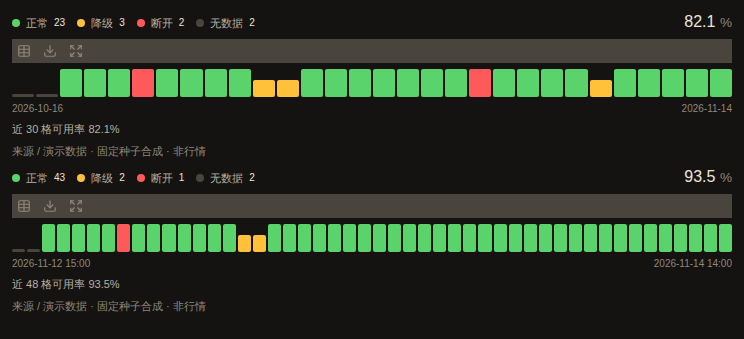 正常 23 降级 3 断开 2 无数据 2 82.1 %
2026-10-16 2026-11-14
近 30 格可用率 82.1%
来源 / 演示数据 · 固定种子合成 · 非行情
正常 43 降级 2 断开 1 无数据 2 93.5 %
2026-11-12 15:00 2026-11-14 14:00
近 48 格可用率 93.5%
来源 / 演示数据 · 固定种子合成 · 非行情